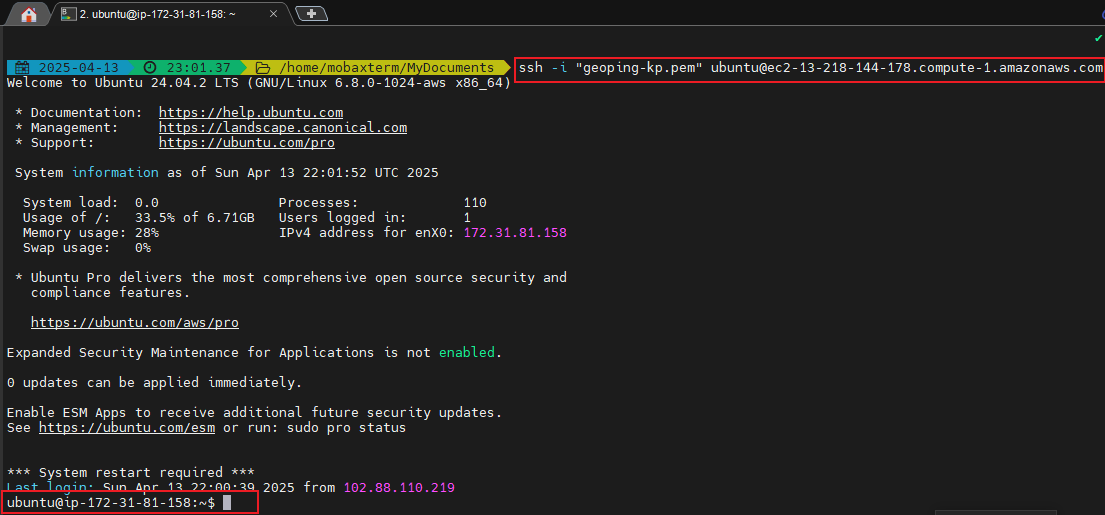 2. ubuntu@ip-172-31-81-158: ~
2025-04-13 23:01.37 /home/mobaxterm/MyDocuments ssh -i "geoping-kp.pem" ubuntu@ec2-13-218-144-178.compute-1.amazonaws.com
Welcome to Ubuntu 24.04.2 LTS (GNU/Linux 6.8.0-1024-aws x86_64)
* Documentation:  https://help.ubuntu.com
* Management:     https://landscape.canonical.com
* Support:        https://ubuntu.com/pro
System information as of Sun Apr 13 22:01:52 UTC 2025
System load:  0.0               Processes:             110
Usage of /:   33.5% of 6.71GB   Users logged in:       1
Memory usage: 28%               IPv4 address for enX0: 172.31.81.158
Swap usage:   0%
* Ubuntu Pro delivers the most comprehensive open source security and
compliance features.
https://ubuntu.com/aws/pro
Expanded Security Maintenance for Applications is not enabled.
0 updates can be applied immediately.
Enable ESM Apps to receive additional future security updates.
See https://ubuntu.com/esm or run: sudo pro status
*** System restart required ***
Last login: Sun Apr 13 22:00:39 2025 from 102.88.110.219
ubuntu@ip-172-31-81-158:~$